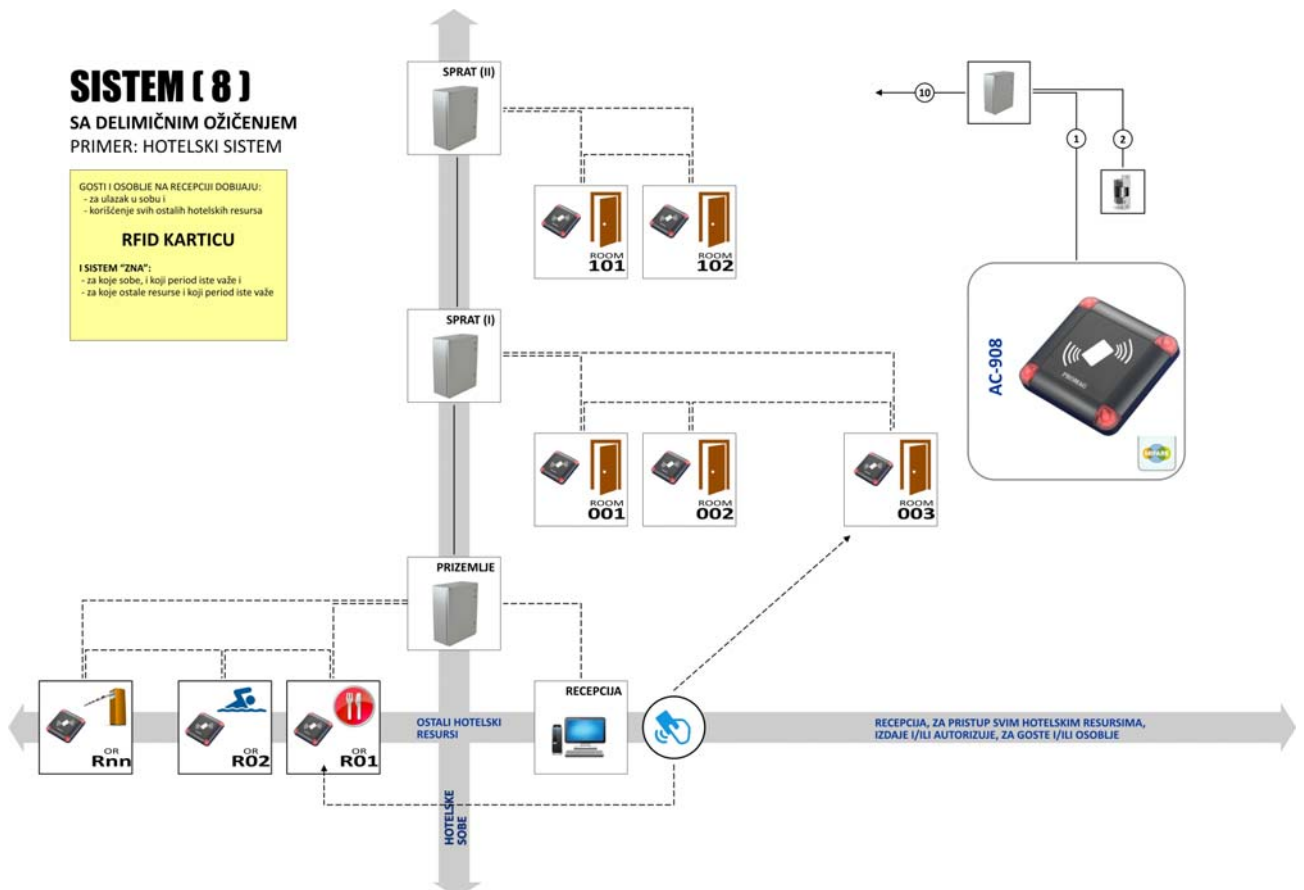 SISTEM ( 8 )
SA DELIMIČNIM OŽIČENJEM
PRIMER: HOTELSKI SISTEM
GOSTI I OSOBLJE NA RECEPCIJI DOBIJAJU:
- za ulazak u sobu i
- korišćenje svih ostalih hotelskih resursa
RFID KARTICU
I SISTEM "ZNA":
- za koje sobe, i koji period iste važe i
- za koje ostale resurse i koji period iste važe
SPRAT (II)
ROOM
101
ROOM
102
10
1
2
AC-908
SPRAT (I)
ROOM
001
ROOM
002
ROOM
003
PRIZEMLJE
OR
Rnn
OR
R02
OR
R01
OSTALI HOTELSKI
RESURSI
RECEPCIJA
RECEPCIJA, ZA PRISTUP SVIM HOTELSKIM RESURSIMA,
IZDAJE I/ILI AUTORIZUJE, ZA GOSTE I/ILI OSOBLJE
HOTELSKE
SOBE